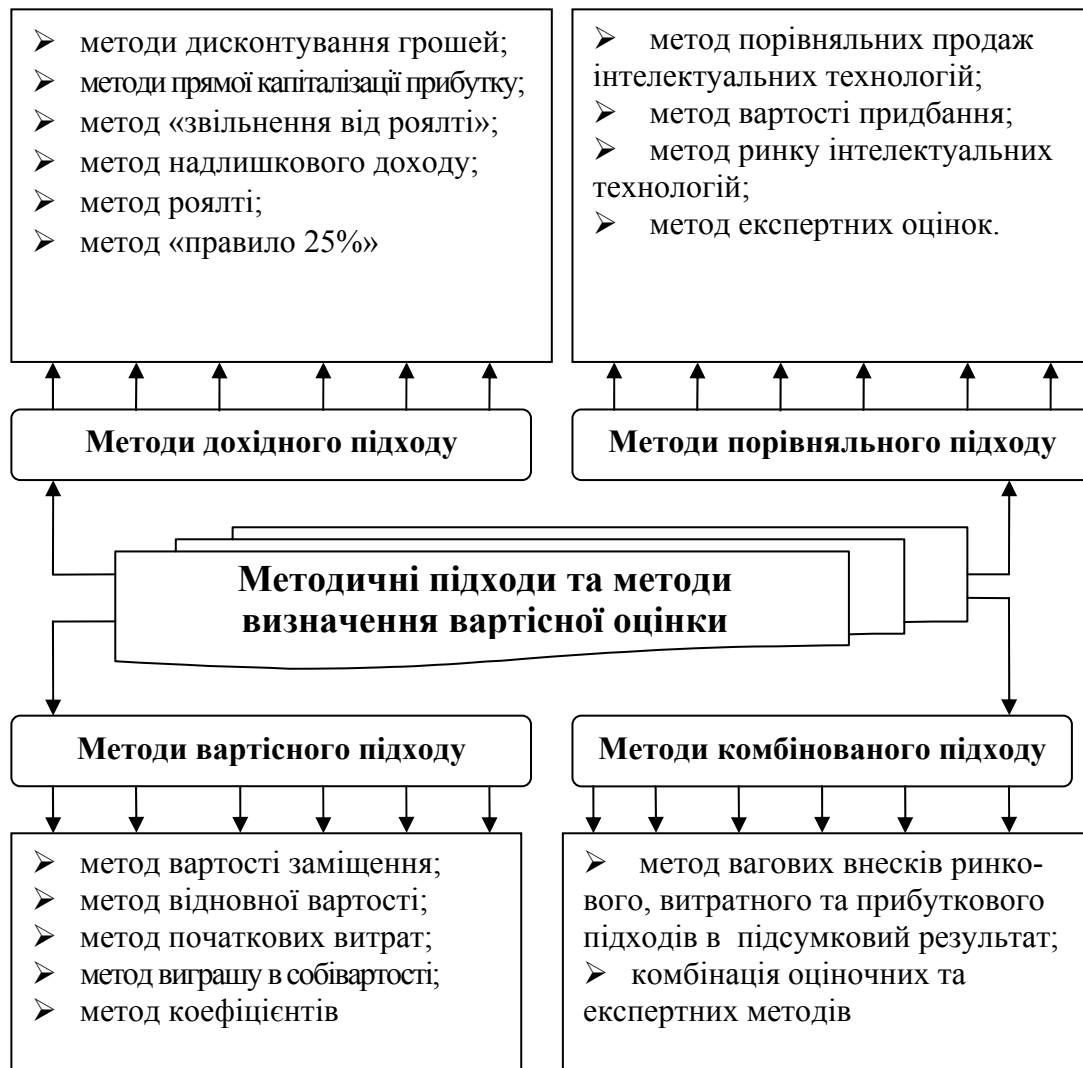 ➢ методи дисконтування грошей;
➢ методи прямої капіталізації прибутку;
➢ метод «звільнення від роялті»;
➢ метод надлишкового доходу;
➢ метод роялті;
➢ метод «правило 25%»
➢ метод порівняльних продаж
інтелектуальних технологій;
➢ метод вартості придбання;
➢ метод ринку інтелектуальних
технологій;
➢ метод експертних оцінок.
Методи дохідного підходу
Методи порівняльного підходу
Методичні підходи та методи
визначення вартісної оцінки
Методи вартісного підходу
Методи комбінованого підходу
➢ метод вартості заміщення;
➢ метод відновної вартості;
➢ метод початкових витрат;
➢ метод виграшу в собівартості;
➢ метод коефіцієнтів
➢ метод вагових внесків ринко-
вого, витратного та прибуткового
підходів в підсумковий результат;
➢ комбінація оціночних та
експертних методів